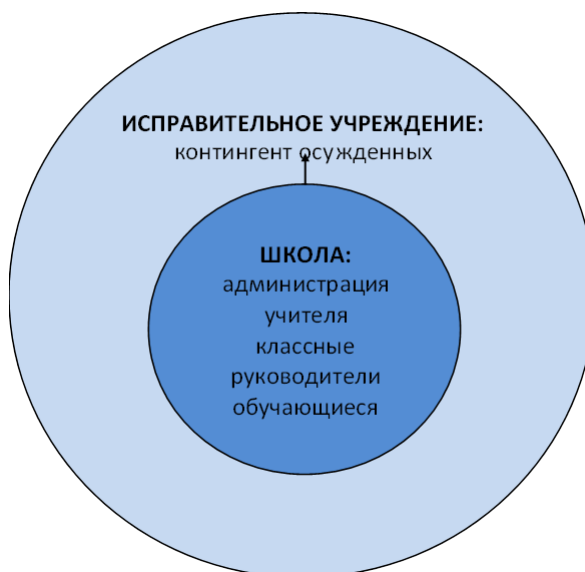 ИСПРАВИТЕЛЬНОЕ УЧРЕЖДЕНИЕ:
контингент осужденных
ШКОЛА:
администрация
учителя
классные
руководители
обучающиеся